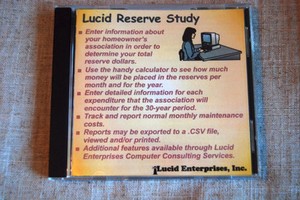 Lucid Reserve Study
Enter information about
your homeowner's
association in order to
determine your total
reserve dollars.
Use the handy calculator to see how much
money will be placed in the reserves per
month and for the year.
Enter detailed information for each
expenditure that the association will
encounter for the 30-year period.
Track and report normal monthly maintenance
costs.
Reports may be exported to a .CSV file,
viewed and/or printed.
Additional features available through Lucid
Enterprises Computer Consulting Services.
Lucid Enterprises, Inc.